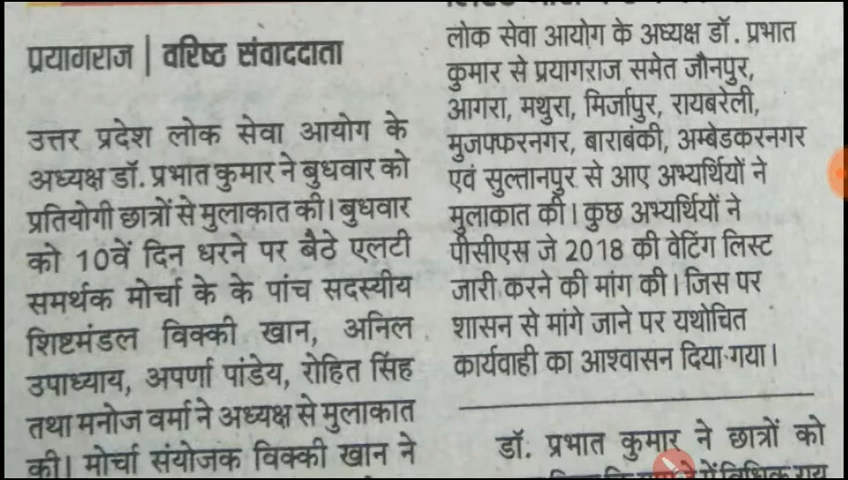 प्रयागराज | वरिष्ठ संवाददाता
उत्तर प्रदेश लोक सेवा आयोग के
अध्यक्ष डॉ. प्रभात कुमार ने बुधवार को
प्रतियोगी छात्रों से मुलाकात की। बुधवार
को 10वें दिन धरने पर बैठे एलटी
समर्थक मोर्चा के के पांच सदस्यीय
शिष्टमंडल विक्की खान, अनिल
उपाध्याय, अपर्णा पांडेय, रोहित सिंह
तथा मनोज वर्मा ने अध्यक्ष से मुलाकात
की। मोर्चा संयोजक विक्की खान ने
लोक सेवा आयोग के अध्यक्ष डॉ. प्रभात
कुमार से प्रयागराज समेत जौनपुर,
आगरा, मथुरा, मिर्जापुर, रायबरेली,
मुजफ्फरनगर, बाराबंकी, अम्बेडकरनगर
एवं सुल्तानपुर से आए अभ्यर्थियों ने
मुलाकात की। कुछ अभ्यर्थियों ने
पीसीएस जे 2018 की वेटिंग लिस्ट
जारी करने की मांग की। जिस पर
शासन से मांगे जाने पर यथोचित
कार्यवाही का आश्वासन दिया गया।
डॉ. प्रभात कुमार ने छात्रों को